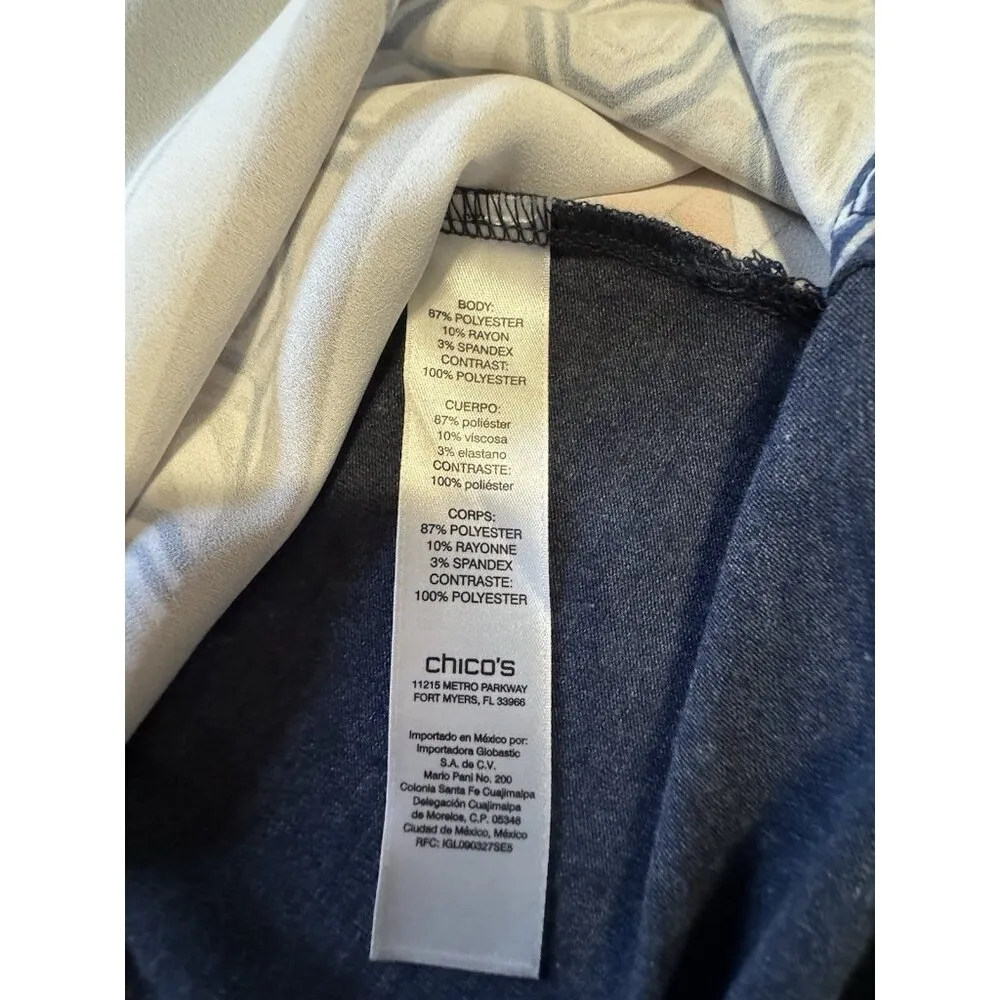 BODY:
87% POLYESTER
10% RAYON
3% SPANDEX
CONTRAST:
100% POLYESTER
CUERPO:
87% poliéster
10% viscosa
3% elastano
CONTRASTE:
100% poliéster
CORPS:
87% POLYESTER
10% RAYONNE
3% SPANDEX
CONTRASTE:
100% POLYESTER
chico's
11215 METRO PARKWAY
FORT MYERS, FL 33966
Importado en México por:
Importadora Globastic
S.A. de C.V.
Mario Pani No. 200
Colonia Santa Fe Cuajimalpa
Delegación Cuajimalpa
de Morelos, C.P. 05348
Ciudad de México, México
RFC: IGL090327SE5